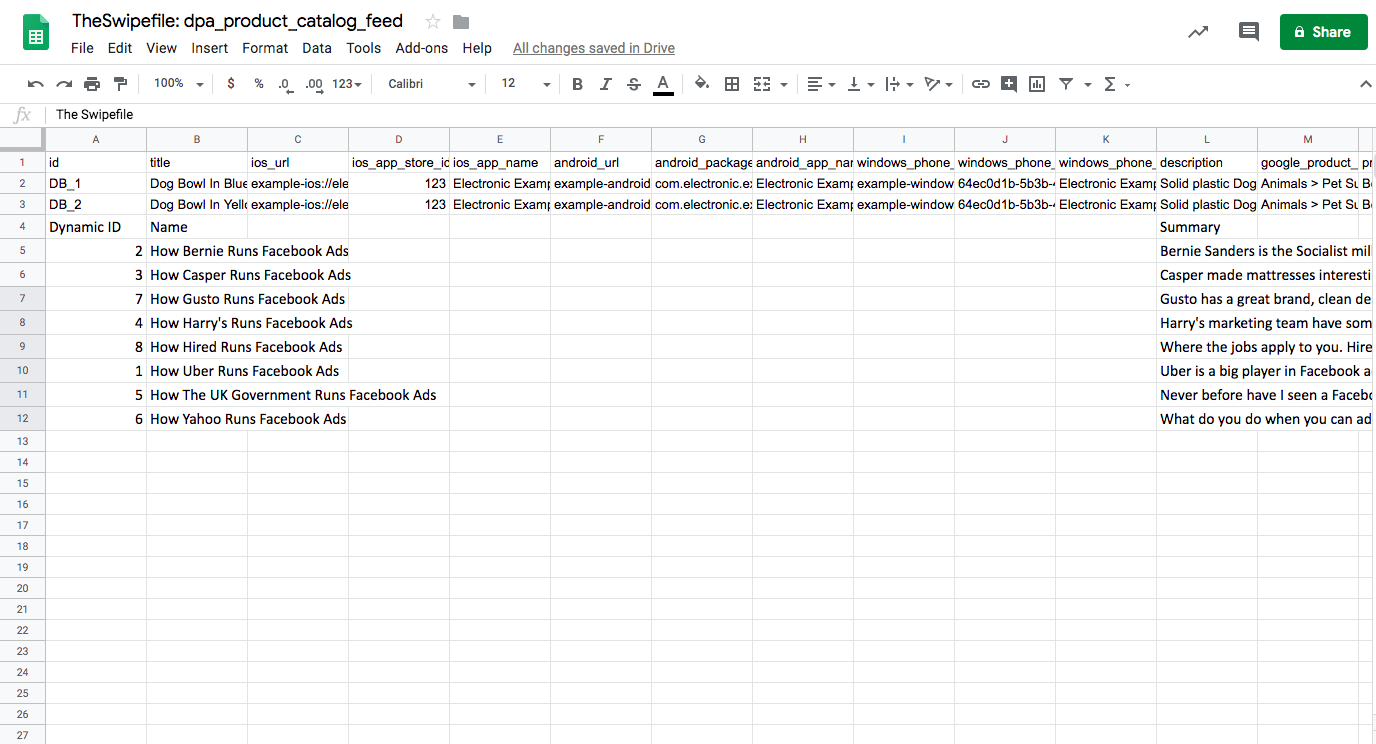 TheSwipefile: dpa_product_catalog_feed
File Edit View Insert Format Data Tools Add-ons Help All changes saved in Drive
Share
100% $ % .0 .00 123 Calibri 12 B I S A Σ
fx The Swipefile
A B C D E F G H I J K L M
1 id title ios_url ios_app_store_id ios_app_name android_url android_package android_app_nar windows_phone_ windows_phone_ windows_phone_ description google_product_ pr
2 DB_1 Dog Bowl In Blue example-ios://ele 123 Electronic Examp example-android com.electronic.ex Electronic Examp example-window 64ec0d1b-5b3b- Electronic Examp Solid plastic Dog Animals > Pet Su B
3 DB_2 Dog Bowl In Yell example-ios://ele 123 Electronic Examp example-android com.electronic.ex Electronic Examp example-window 64ec0d1b-5b3b- Electronic Examp Solid plastic Dog Animals > Pet Su B
4 Dynamic ID Name Summary
5 2 How Bernie Runs Facebook Ads Bernie Sanders is the Socialist mil
6 3 How Casper Runs Facebook Ads Casper made mattresses interesti
7 7 How Gusto Runs Facebook Ads Gusto has a great brand, clean de
8 4 How Harry's Runs Facebook Ads Harry's marketing team have som
9 8 How Hired Runs Facebook Ads Where the jobs apply to you. Hire
10 1 How Uber Runs Facebook Ads Uber is a big player in Facebook a
11 5 How The UK Government Runs Facebook Ads Never before have I seen a Facebo
12 6 How Yahoo Runs Facebook Ads What do you do when you can ad
13
14
15
16
17
18
19
20
21
22
23
24
25
26
27